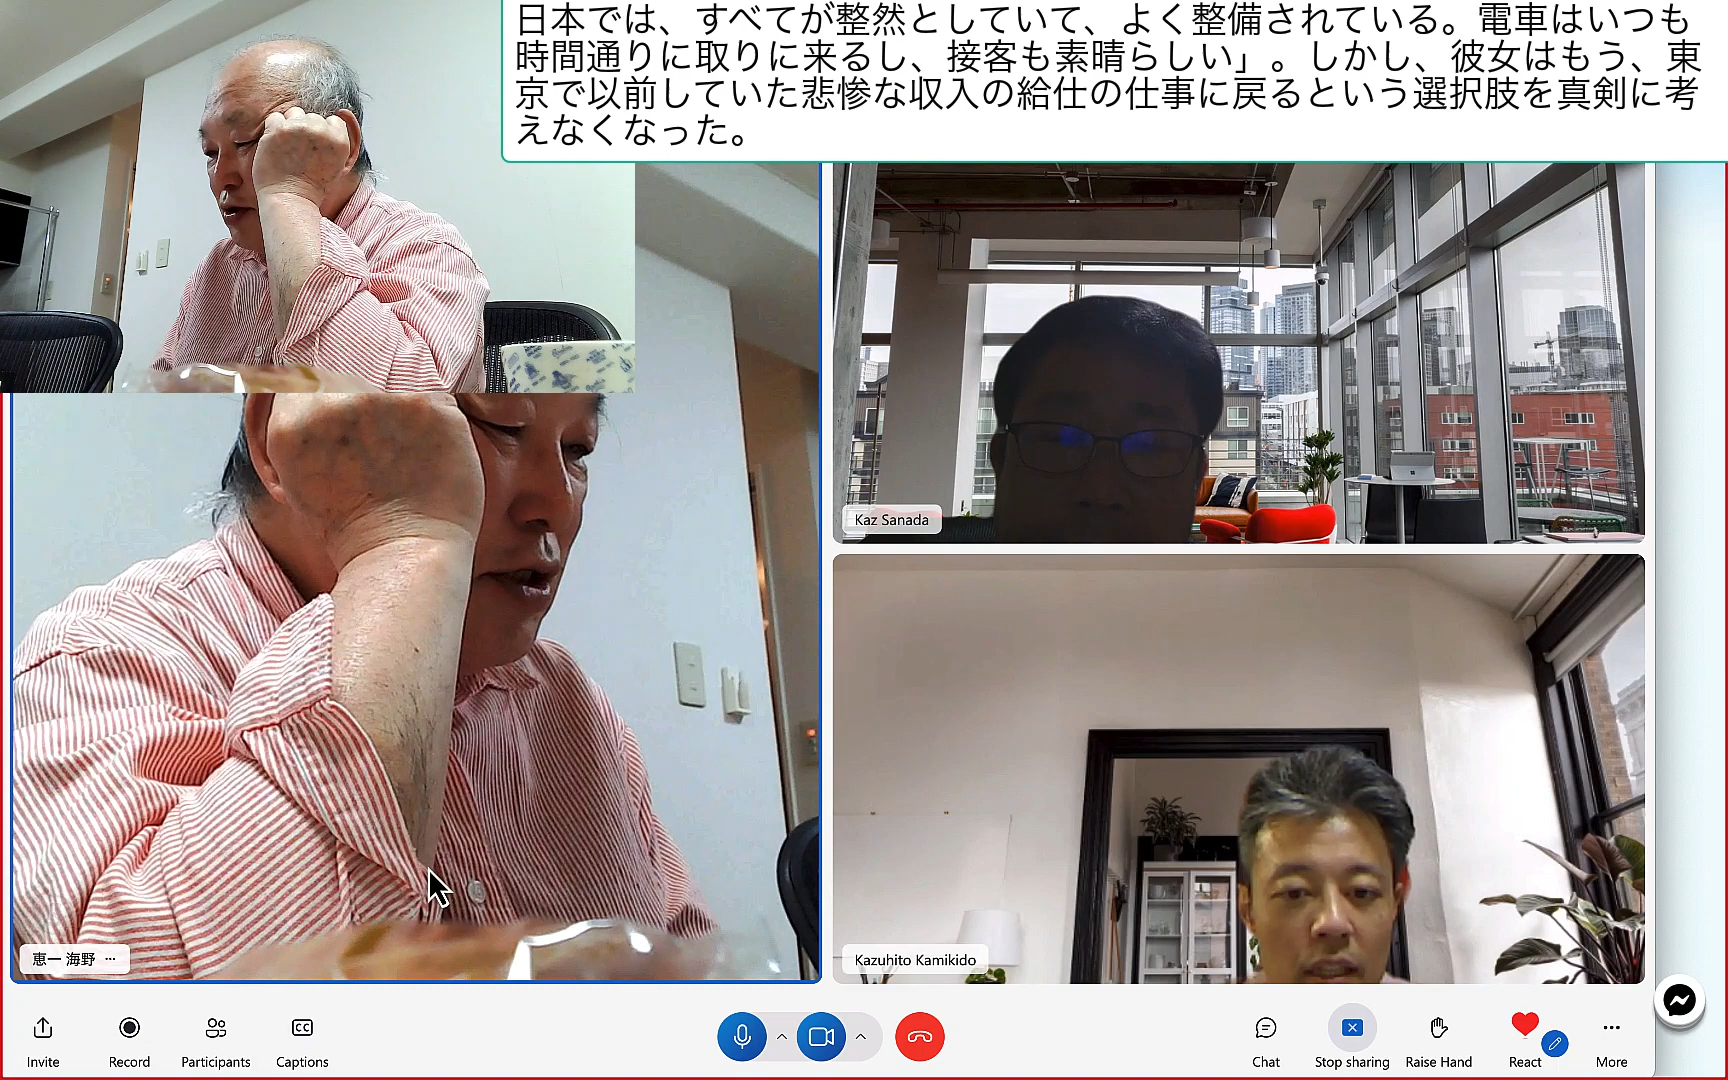 日本では、すべてが整然としていて、よく整備されている。電車はいつも
時間通りに取りに来るし、接客も素晴らしい」。しかし、彼女はもう、東
京で以前していた悲惨な収入の給仕の仕事に戻るという選択肢を真剣に考
えなくなった。
Kaz Sanada
恵一 海野 ...
Kazuhito Kamikido
Invite
Record
Participants
CC
Captions
Chat
Stop sharing
Raise Hand
React
More